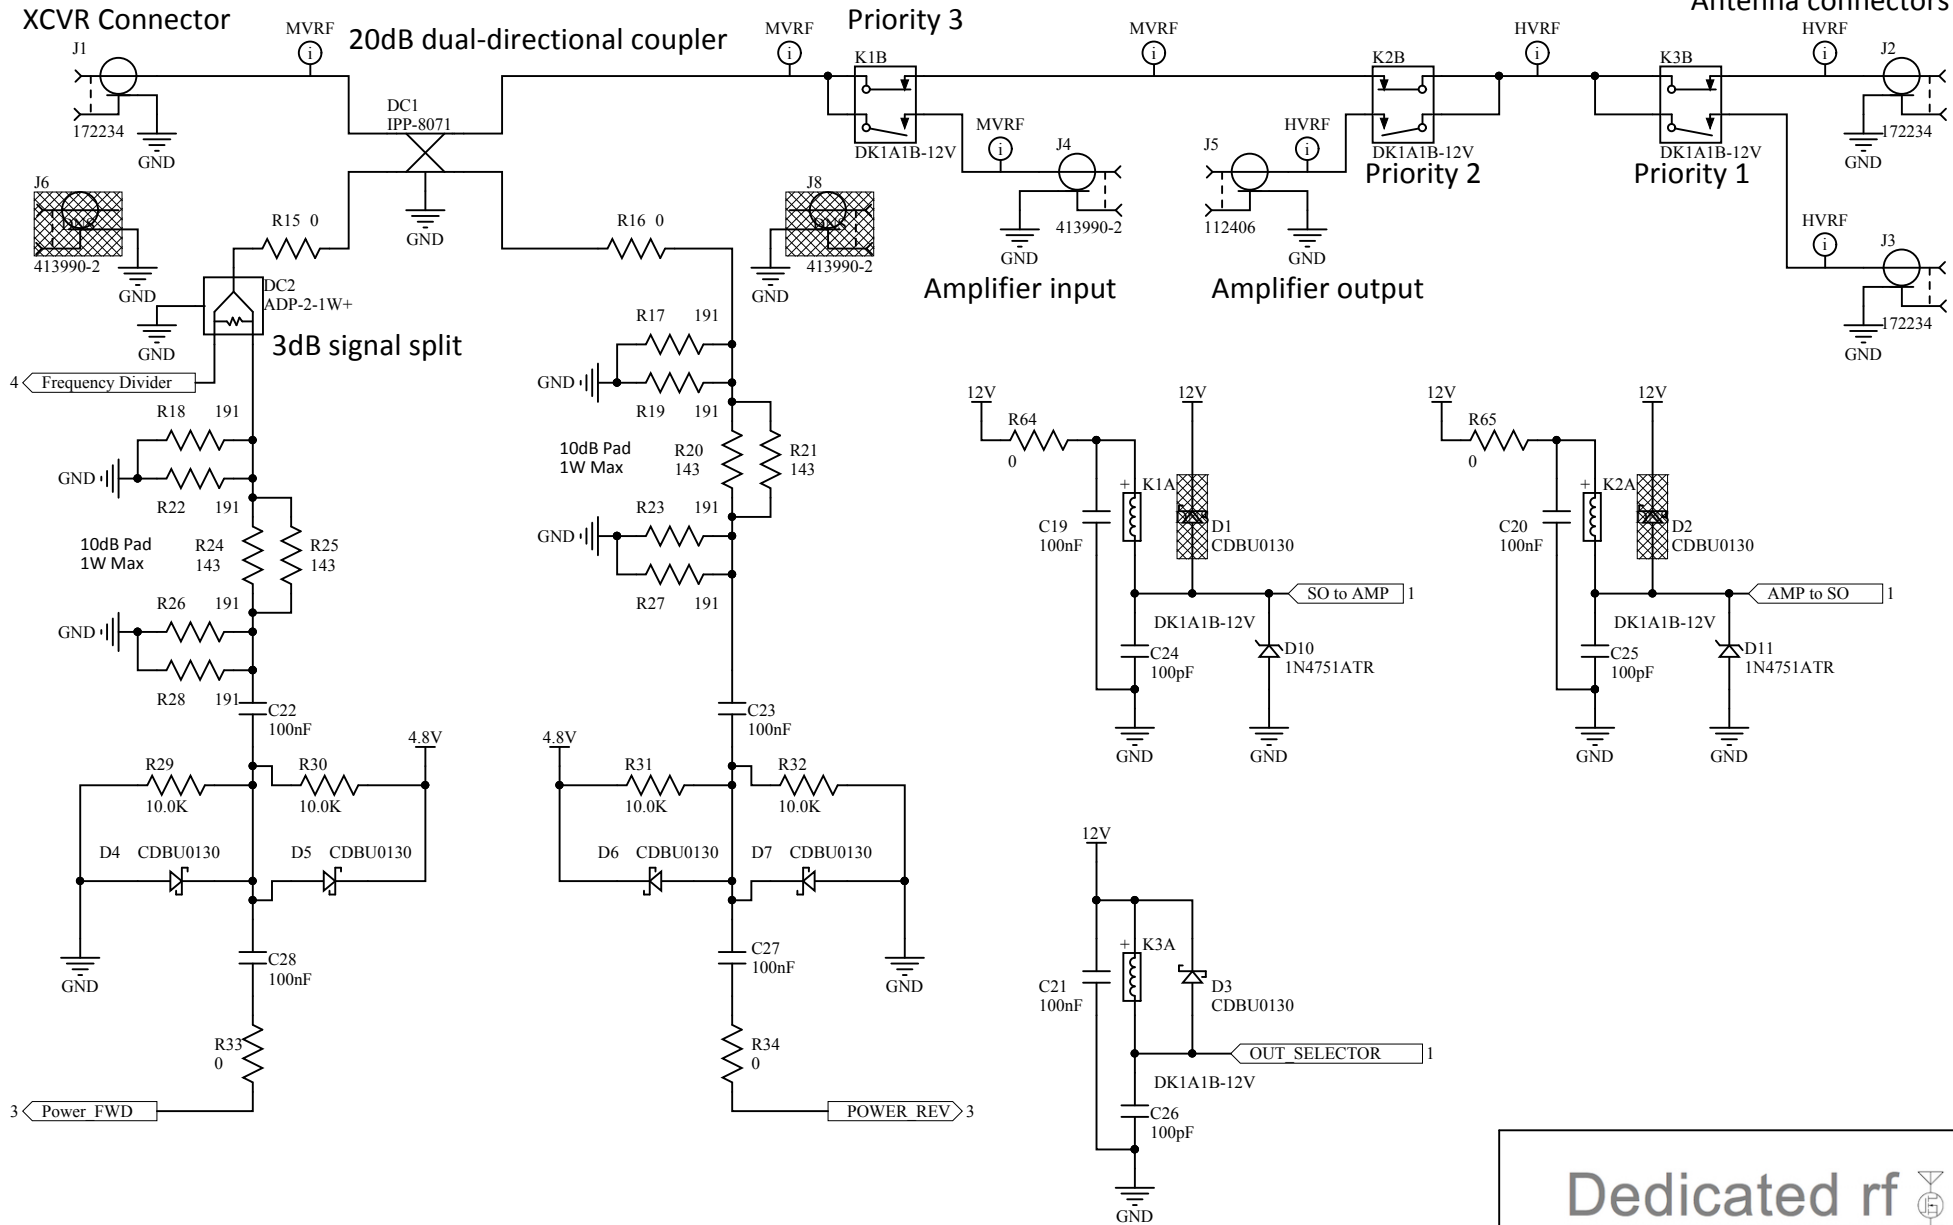 XCVR Connector
Priority 3
Antenna connectors
J1
MVRF
i
20dB dual-directional coupler
MVRF
i
K1B
MVRF
i
K2B
HVRF
i
K3B
HVRF
i
J2
172234
GND
DC1
IPP-8071
GND
DK1A1B-12V
MVRF
i
J4
413990-2
GND
Amplifier input
J5
112406
HVRF
i
GND
Amplifier output
DK1A1B-12V
Priority 2
DK1A1B-12V
Priority 1
172234
GND
HVRF
i
J3
172234
GND
J6
413990-2
GND
R15 0
R16 0
J8
413990-2
GND
DC2
ADP-2-1W+
GND
3dB signal split
4 Frequency Divider
R18 191
GND
R22 191
10dB Pad
1W Max
R24
143
R25
143
R26 191
GND
R28 191
C22
100nF
R17 191
GND
R19 191
10dB Pad
1W Max
R20
143
R21
143
R23 191
GND
R27 191
C23
100nF
4.8V
R29
10.0K
R30
10.0K
D4 CDBU0130
D5 CDBU0130
GND
C28
100nF
R33
0
3 Power_FWD
4.8V
R31
10.0K
R32
10.0K
D6 CDBU0130
D7 CDBU0130
GND
C27
100nF
R34
0
POWER_REV 3
12V
R64
0
12V
+ K1A
C19
100nF
D1
CDBU0130
SO to AMP 1
DK1A1B-12V
C24
100pF
D10
1N4751ATR
GND
GND
12V
R65
0
12V
+ K2A
C20
100nF
D2
CDBU0130
AMP to SO 1
DK1A1B-12V
C25
100pF
D11
1N4751ATR
GND
GND
12V
+ K3A
C21
100nF
D3
CDBU0130
OUT_SELECTOR 1
DK1A1B-12V
C26
100pF
GND
Dedicated rf